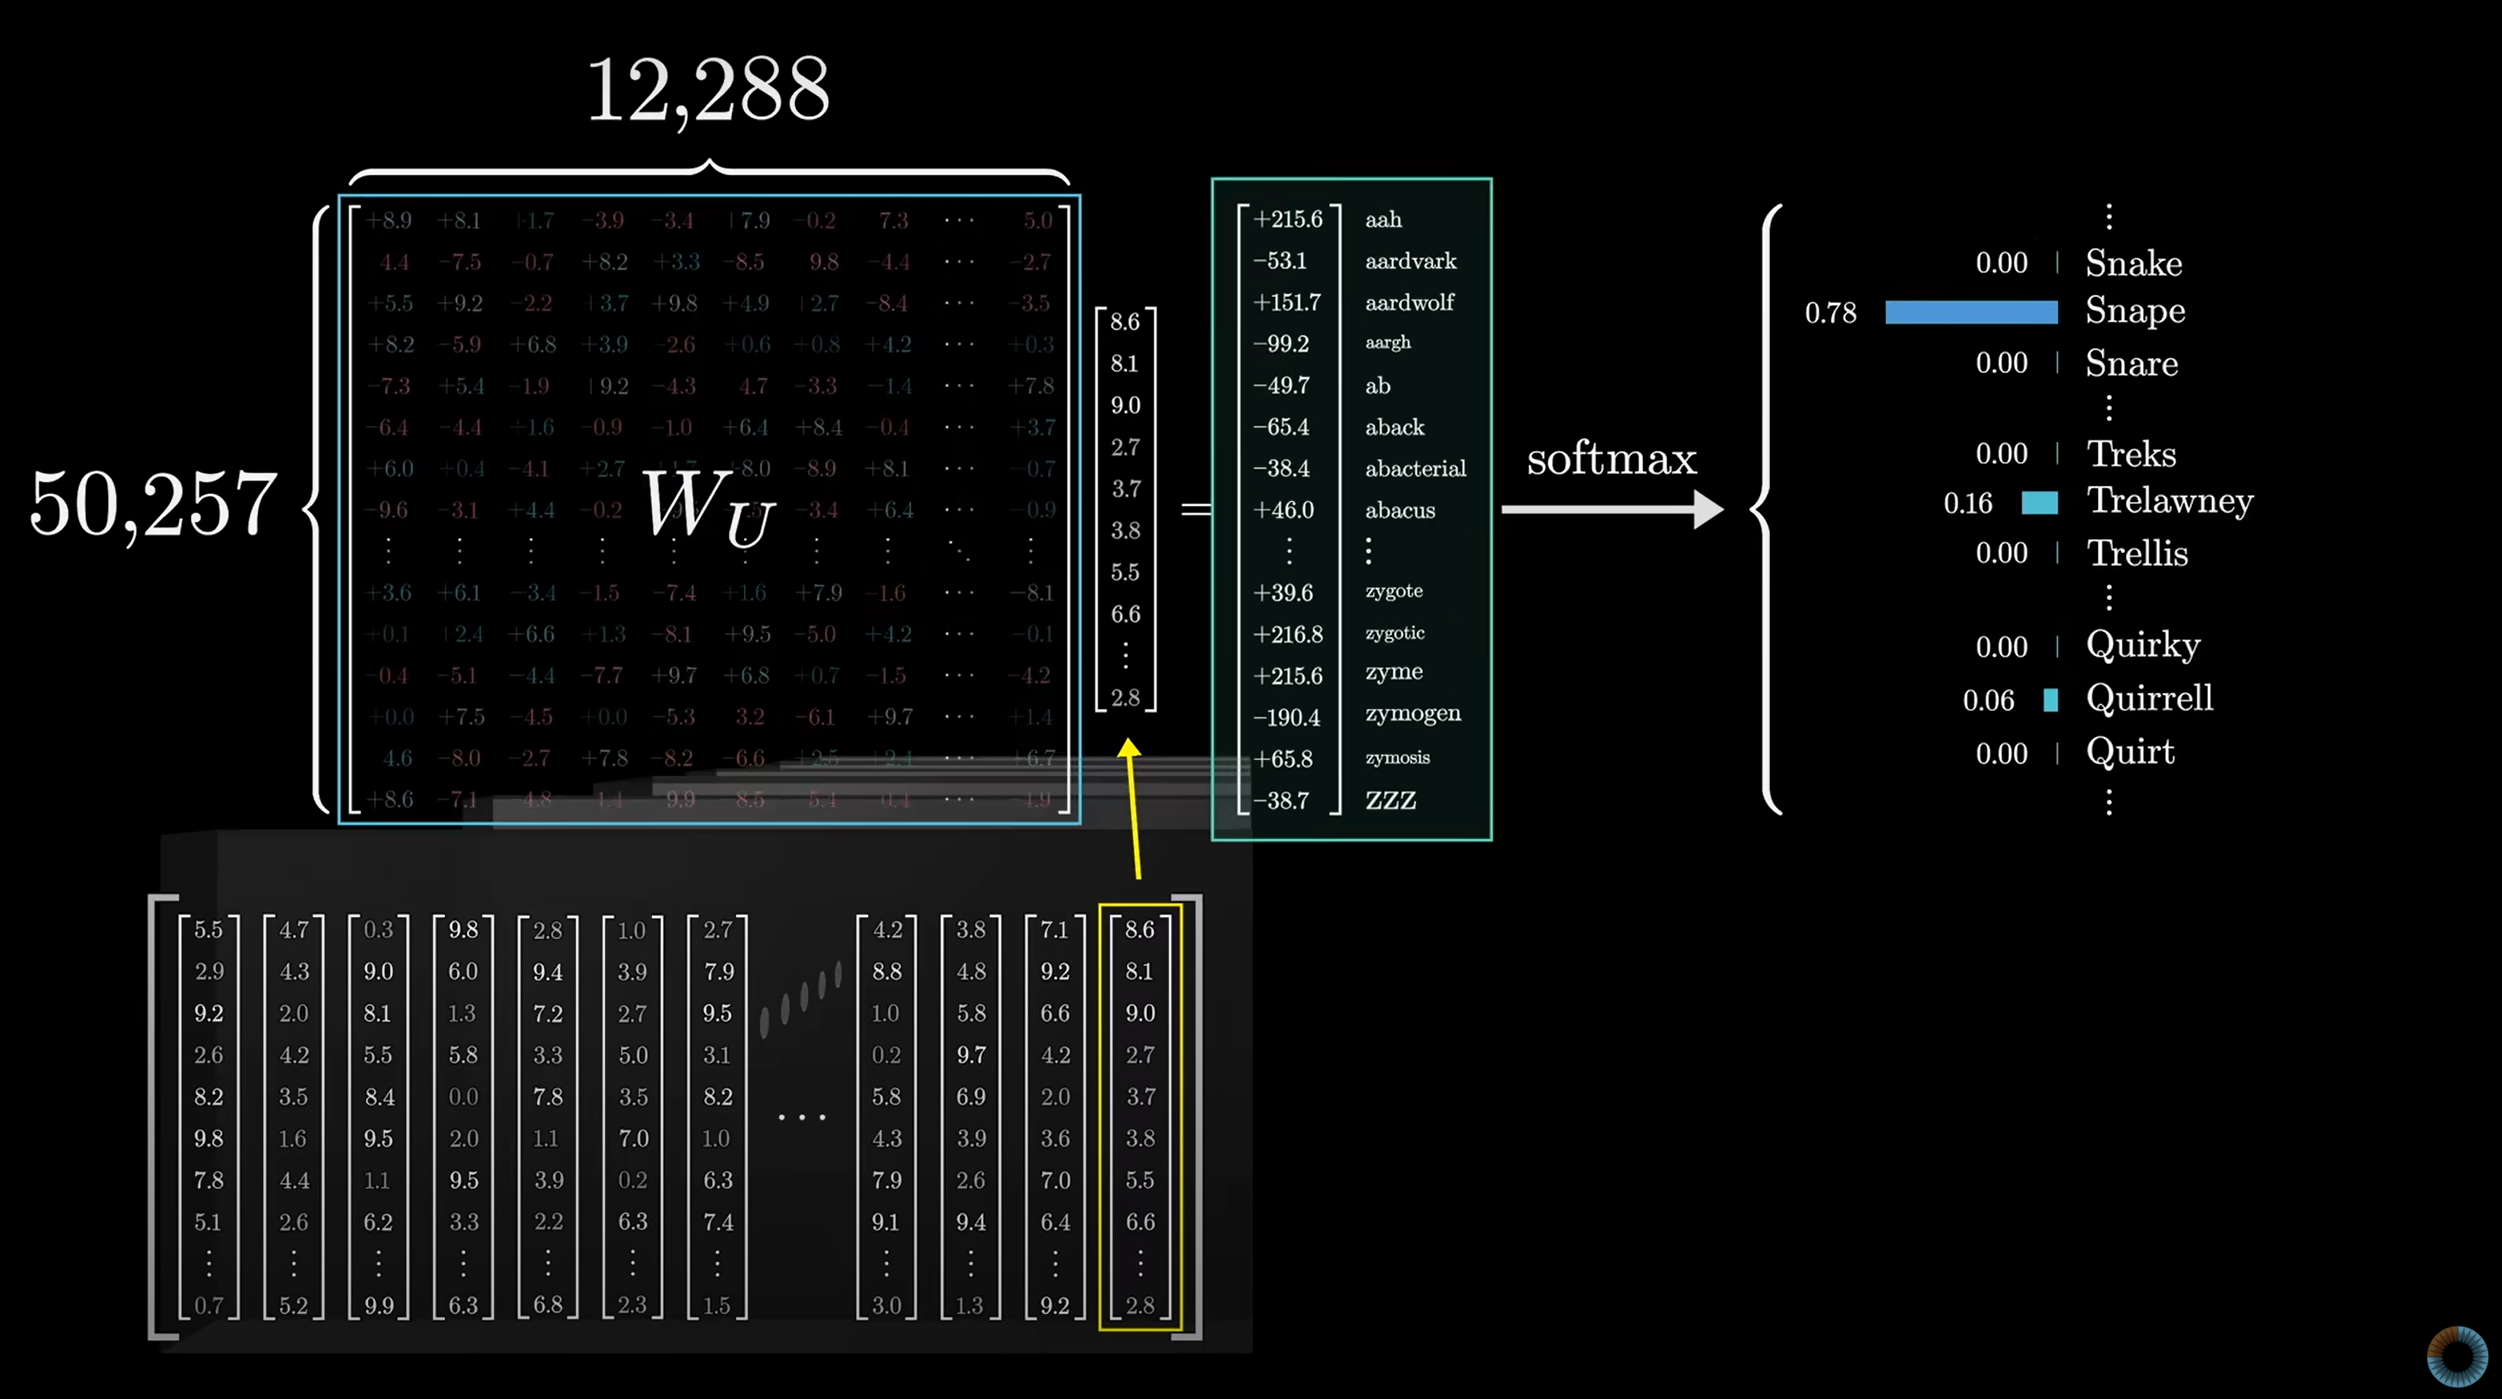 12,288
50,257
+8.9 +8.1 +1.7 −3.9 −3.4 +7.9 −0.2 7.3 ⋯ 5.0
4.4 −7.5 −0.7 +8.2 +3.3 −8.5 9.8 −4.4 ⋯ −2.7
+5.5 +9.2 −2.2 +3.7 +9.8 +4.9 +2.7 −8.4 ⋯ −3.5
+8.2 −5.9 +6.8 +3.9 −2.6 +0.6 +0.8 +4.2 ⋯ +0.3
−7.3 +5.4 −1.9 +9.2 −4.3 4.7 −3.3 −1.4 ⋯ +7.8
−6.4 −4.4 +1.6 −0.9 −1.0 +6.4 +8.4 −0.4 ⋯ +3.7
+6.0 +0.4 −4.1 +2.7 +8.0 −8.9 +8.1 ⋯ −0.7
−9.6 −3.1 +4.4 −0.2 −3.4 +6.4 ⋯ −0.9
W_U
+3.6 +6.1 −3.4 −1.5 −7.4 +1.6 +7.9 −1.6 ⋯ −8.1
+0.1 +2.4 +6.6 +1.3 −8.1 +9.5 −5.0 +4.2 ⋯ −0.1
−0.4 −5.1 −4.4 −7.7 +9.7 +6.8 +0.7 −1.5 ⋯ −4.2
+0.0 +7.5 −4.5 +0.0 −5.3 3.2 −6.1 +9.7 ⋯ +1.4
4.6 −8.0 −2.7 +7.8 −8.2 −6.6 +2.5 +2.4 ⋯ +6.7
+8.6 −7.1 4.8 1.4 9.9 8.5 5.4 0.4 ⋯ 4.9
8.6
8.1
9.0
2.7
3.7
3.8
5.5
6.6
⋮
2.8
=
+215.6 aah
−53.1 aardvark
+151.7 aardwolf
−99.2 aargh
−49.7 ab
−65.4 aback
−38.4 abacterial
+46.0 abacus
⋮ ⋮
+39.6 zygote
+216.8 zygotic
+215.6 zyme
−190.4 zymogen
+65.8 zymosis
−38.7 ZZZ
softmax
⋮
0.00 Snake
0.78 Snape
0.00 Snare
⋮
0.00 Treks
0.16 Trelawney
0.00 Trellis
⋮
0.00 Quirky
0.06 Quirrell
0.00 Quirt
⋮
5.5 4.7 0.3 9.8 2.8 1.0 2.7 4.2 3.8 7.1 8.6
2.9 4.3 9.0 6.0 9.4 3.9 7.9 8.8 4.8 9.2 8.1
9.2 2.0 8.1 1.3 7.2 2.7 9.5 1.0 5.8 6.6 9.0
2.6 4.2 5.5 5.8 3.3 5.0 3.1 0.2 9.7 4.2 2.7
8.2 3.5 8.4 0.0 7.8 3.5 8.2 ⋯ 5.8 6.9 2.0 3.7
9.8 1.6 9.5 2.0 1.1 7.0 1.0 4.3 3.9 3.6 3.8
7.8 4.4 1.1 9.5 3.9 0.2 6.3 7.9 2.6 7.0 5.5
5.1 2.6 6.2 3.3 2.2 6.3 7.4 9.1 9.4 6.4 6.6
⋮ ⋮ ⋮ ⋮ ⋮ ⋮ ⋮ ⋮ ⋮ ⋮ ⋮
0.7 5.2 9.9 6.3 6.8 2.3 1.5 3.0 1.3 9.2 2.8